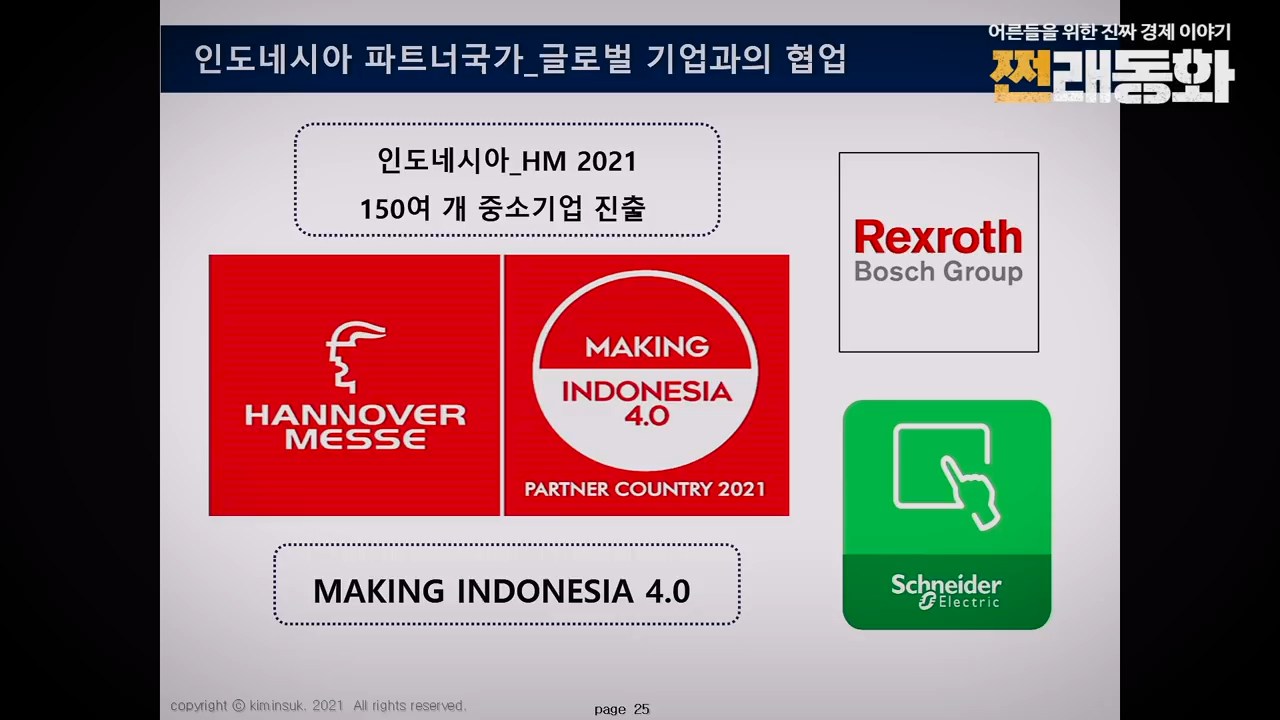 어른들을 위한 진짜 경제 이야기
쩐래동화
인도네시아 파트너국가_글로벌 기업과의 협업
인도네시아_HM 2021
150여 개 중소기업 진출
HANNOVER
MESSE
MAKING
INDONESIA
4.0
PARTNER COUNTRY 2021
Rexroth
Bosch Group
Schneider
Electric
MAKING INDONESIA 4.0
copyright ⓒ kiminsuk. 2021 All rights reserved.
page 25